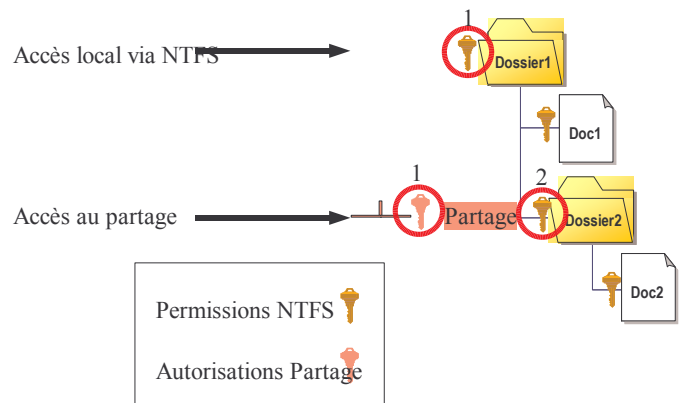 1
Accès local via NTFS
Dossier1
Doc1
1
2
Accès au partage
Partage
Dossier2
Doc2
Permissions NTFS
Autorisations Partage